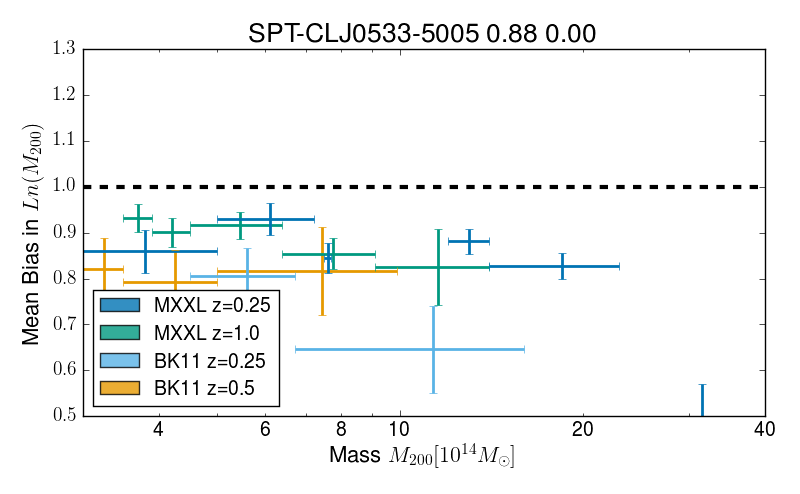 SPT-CLJ0533-5005 0.88 0.00
1.3
1.2
1.1
1.0
0.9
0.8
0.7
0.6
0.5
Mean Bias in Ln(M₂₀₀)
MXXL z=0.25
MXXL z=1.0
BK11 z=0.25
BK11 z=0.5
4 6 8 10 20 40
Mass M₂₀₀[10¹⁴M☉]